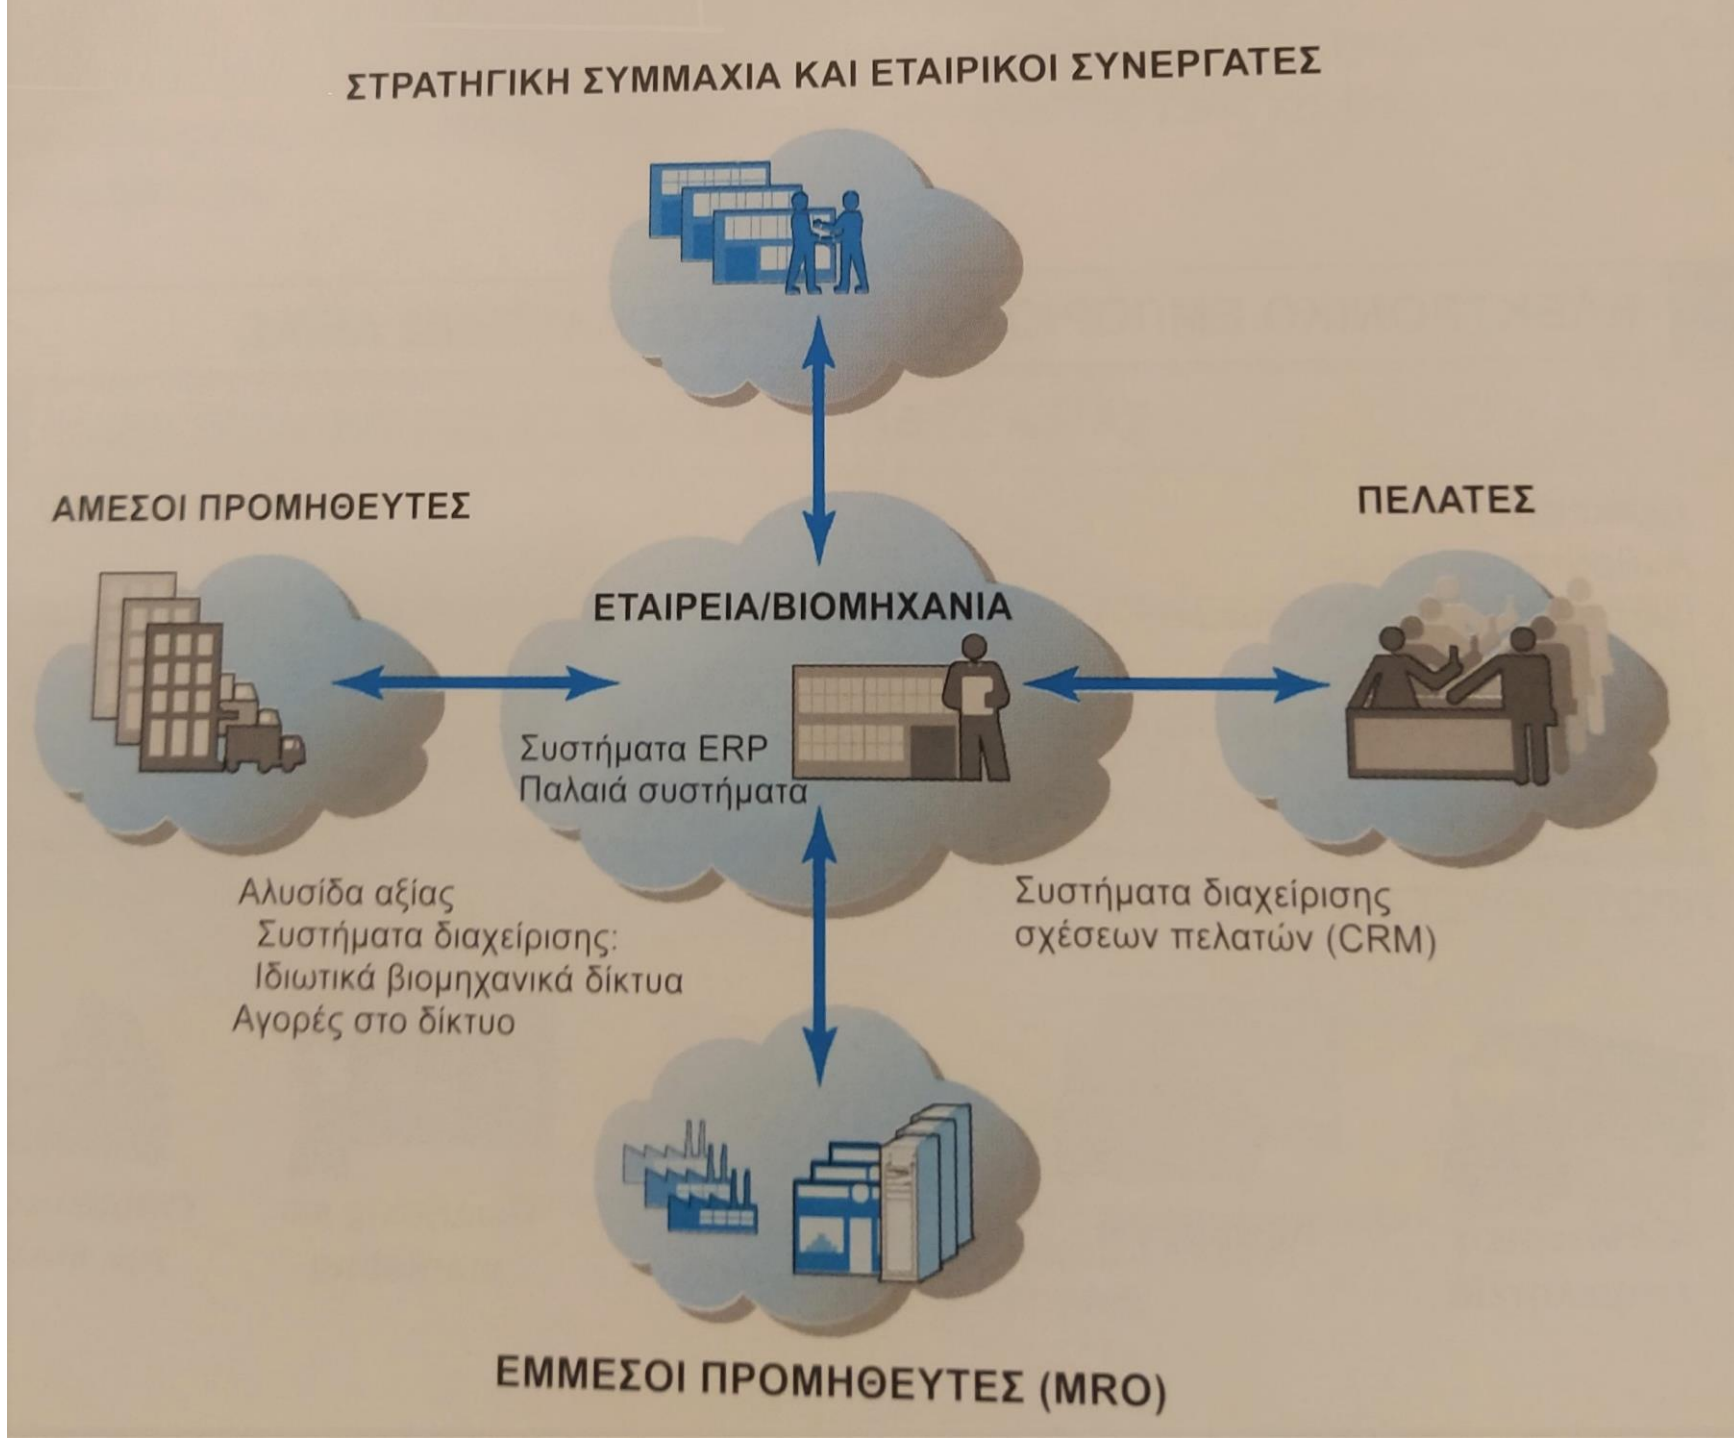 ΣΤΡΑΤΗΓΙΚΗ ΣΥΜΜΑΧΙΑ ΚΑΙ ΕΤΑΙΡΙΚΟΙ ΣΥΝΕΡΓΑΤΕΣ
ΑΜΕΣΟΙ ΠΡΟΜΗΘΕΥΤΕΣ
ΠΕΛΑΤΕΣ
ΕΤΑΙΡΕΙΑ/ΒΙΟΜΗΧΑΝΙΑ
Συστήματα ERP
Παλαιά συστήματα
Αλυσίδα αξίας
Συστήματα διαχείρισης:
Ιδιωτικά βιομηχανικά δίκτυα
Αγορές στο δίκτυο
Συστήματα διαχείρισης
σχέσεων πελατών (CRM)
ΕΜΜΕΣΟΙ ΠΡΟΜΗΘΕΥΤΕΣ (MRO)